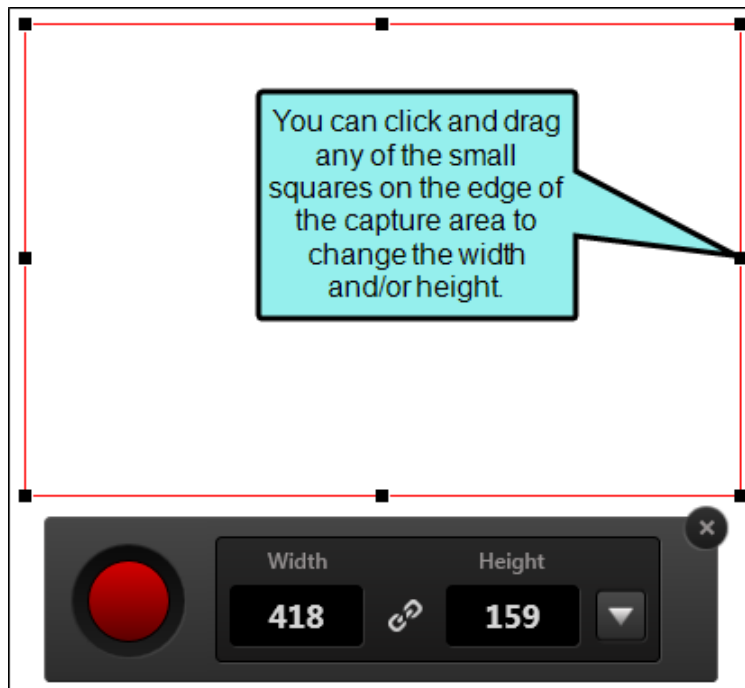 You can click and drag
any of the small
squares on the edge of
the capture area to
change the width
and/or height.
Width Height
418 159